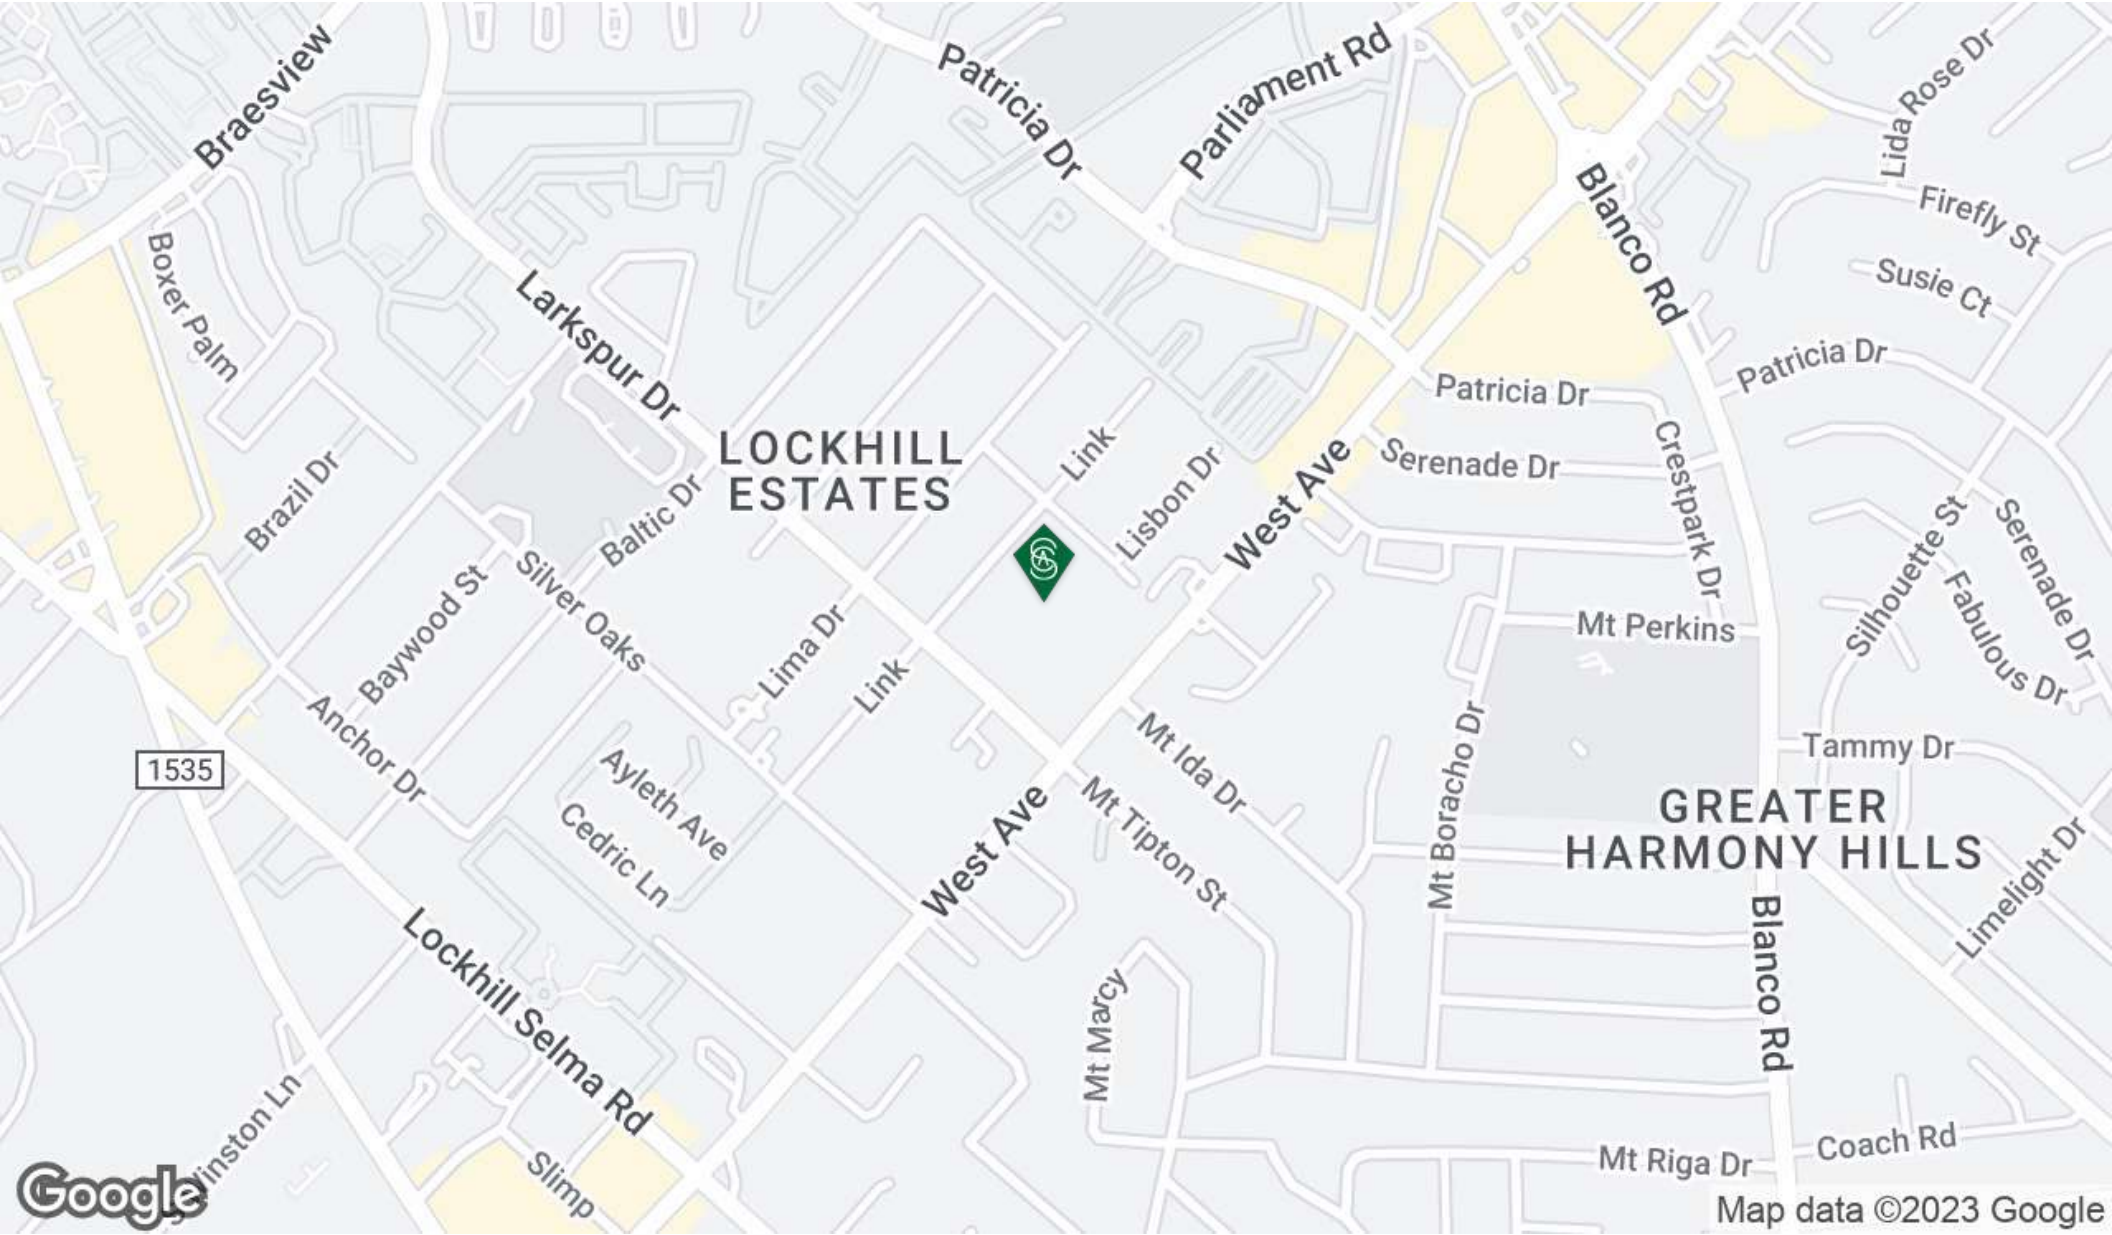 Braesview
Patricia Dr
Parliament Rd
Lida Rose Dr
Firefly St
Susie Ct
Blanco Rd
Boxer Palm
Larkspur Dr
Patricia Dr
Patricia Dr
LOCKHILL
ESTATES
Link
Lisbon Dr
West Ave
Serenade Dr
Crestpark Dr
Brazil Dr
Baltic Dr
Silver Oaks
Baywood St
Silhouette St
Serenade Dr
Fabulous Dr
Mt Perkins
Lima Dr
Link
Anchor Dr
1535
Ayleth Ave
Cedric Ln
Mt Ida Dr
Mt Tipton St
Mt Boracho Dr
Tammy Dr
GREATER
HARMONY HILLS
Limelight Dr
West Ave
Lockhill Selma Rd
Blanco Rd
Mt Marcy
Slimp
Mt Riga Dr
Coach Rd
Google
Map data ©2023 Google